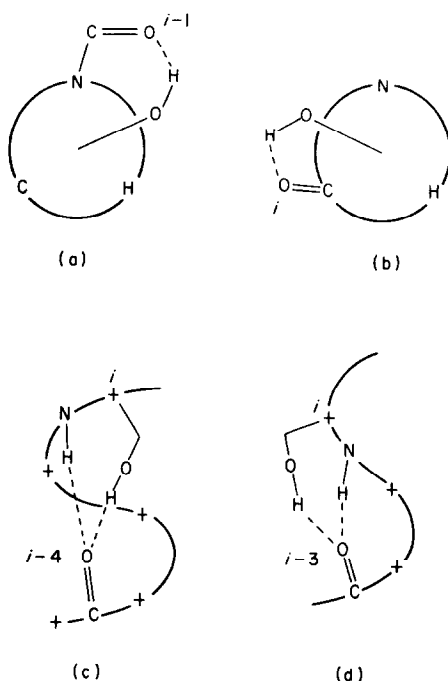 C O i–1
H
N
O
C H
(a)
N
H O
O C
i H
(b)
i
N +
H
O
+ H +
i–4 O
C
+ +
(c)
i
+
N
O
H H +
i–3 O
C +
(d)